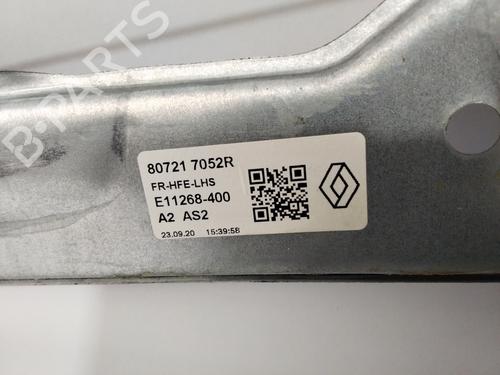 B-PARTS
80721 7052R
FR-HFE-LHS
E11268-400
A2 AS2
23.09.20 15:39:58